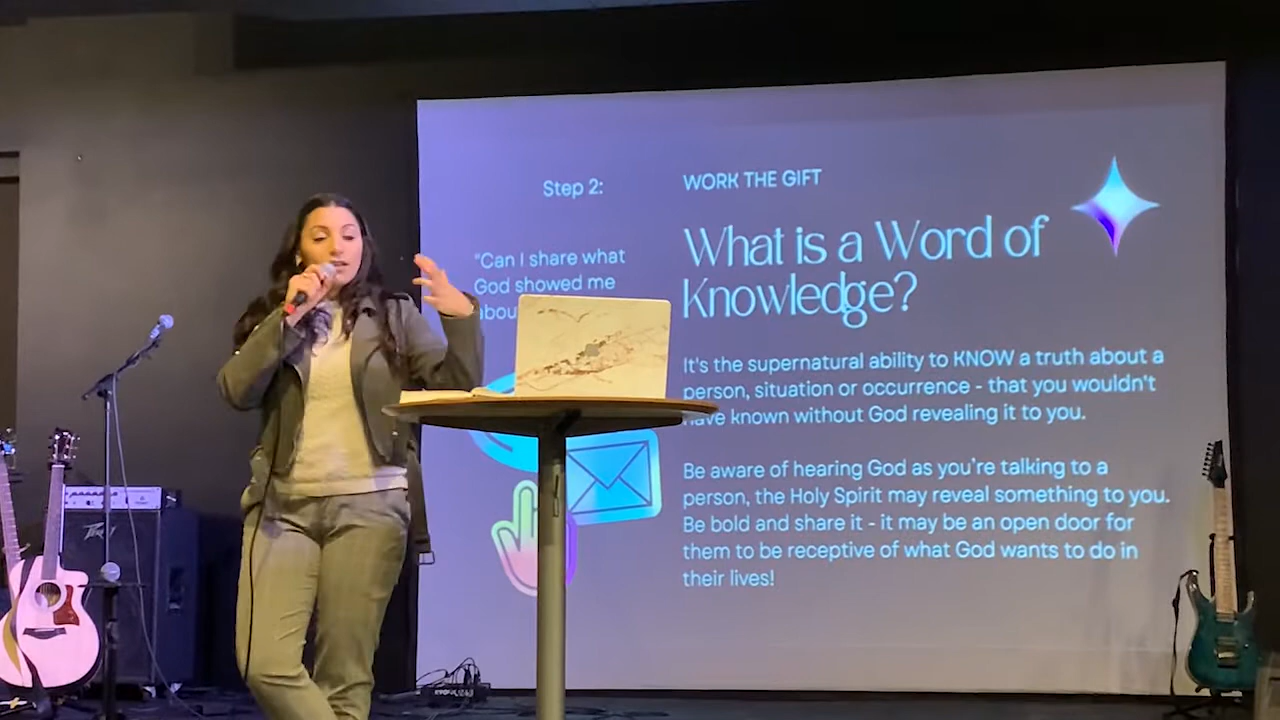 Step 2:
WORK THE GIFT
"Can I share what
God showed me
What is a Word of
Knowledge?
It's the supernatural ability to KNOW a truth about a
person, situation or occurrence - that you wouldn't
have known without God revealing it to you.
Be aware of hearing God as you're talking to a
person, the Holy Spirit may reveal something to you.
Be bold and share it - it may be an open door for
them to be receptive of what God wants to do in
their lives!
PEAVEY